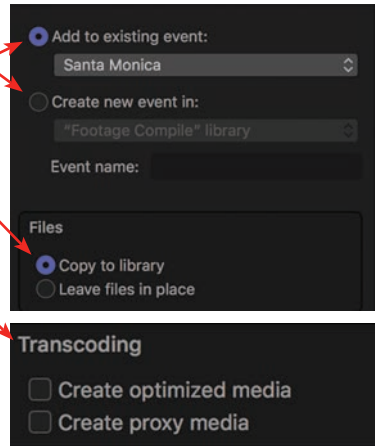 Add to existing event:
Santa Monica
Create new event in:
"Footage Compile" library
Event name:
Files
Copy to library
Leave files in place
Transcoding
Create optimized media
Create proxy media